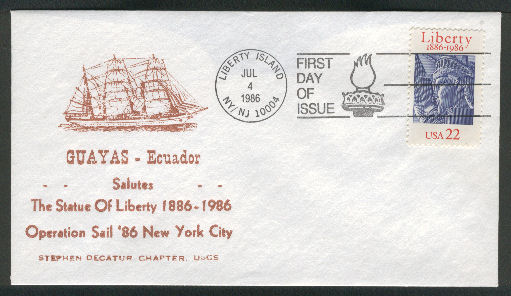 GUAYAS - Ecuador
- - Salutes - -
The Statue Of Liberty 1886-1986
Operation Sail '86 New York City
STEPHEN DECATUR CHAPTER, USCS
LIBERTY ISLAND
JUL
4
1986
NY/NJ 10004
FIRST
DAY
OF
ISSUE
Liberty
1886-1986
USA 22